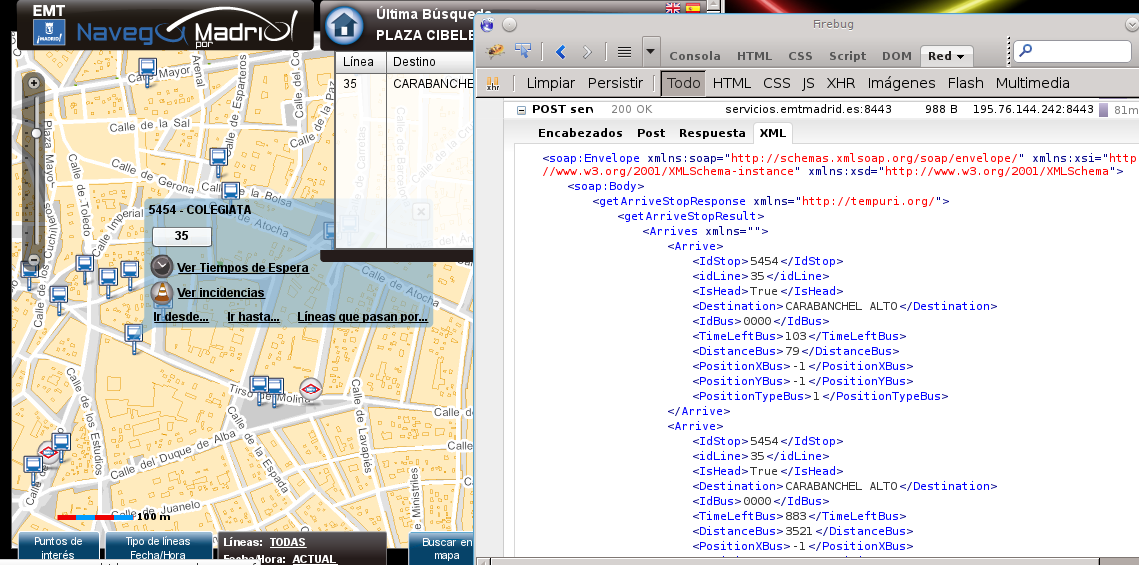 EMT
¡MADRID!
Navega por Madrid
Última Búsqueda
PLAZA CIBELE
Línea Destino
35 CARABANCHE
Calle Mayor
Arenal
Calle de Esparteros
Calle de la Sal
Plaza Mayor
Calle de Gerona
Calle de la Bolsa
Calle de Toledo
Calle Imperial
Calle de los Cuchilleros
de Atocha
Calle de Atocha
5454 - COLEGIATA
35
Ver Tiempos de Espera
Ver incidencias
Ir desde...
Ir hasta...
Líneas que pasan por...
Tirso de Molina
Calle de los Estudios
Calle del Duque de Alba
Calle de la Espada
Calle de Lavapiés
Calle de Juanelo
e Ministriles
100 m
Puntos de interés
Tipo de líneas Fecha/Hora
Líneas: TODAS
Fecha/Hora: ACTUAL
Buscar en mapa
Firebug
Consola HTML CSS Script DOM Red
xhr Limpiar Persistir Todo HTML CSS JS XHR Imágenes Flash Multimedia
POST sen 200 OK servicios.emtmadrid.es:8443 988 B 195.76.144.242:8443 81m
Encabezados Post Respuesta XML
<soap:Envelope xmlns:soap="http://schemas.xmlsoap.org/soap/envelope/" xmlns:xsi="http:
//www.w3.org/2001/XMLSchema-instance" xmlns:xsd="http://www.w3.org/2001/XMLSchema">
<soap:Body>
<getArriveStopResponse xmlns="http://tempuri.org/">
<getArriveStopResult>
<Arrives xmlns="">
<Arrive>
<IdStop>5454</IdStop>
<idLine>35</idLine>
<IsHead>True</IsHead>
<Destination>CARABANCHEL ALTO</Destination>
<IdBus>0000</IdBus>
<TimeLeftBus>103</TimeLeftBus>
<DistanceBus>79</DistanceBus>
<PositionXBus>-1</PositionXBus>
<PositionYBus>-1</PositionYBus>
<PositionTypeBus>1</PositionTypeBus>
</Arrive>
<Arrive>
<IdStop>5454</IdStop>
<idLine>35</idLine>
<IsHead>True</IsHead>
<Destination>CARABANCHEL ALTO</Destination>
<IdBus>0000</IdBus>
<TimeLeftBus>883</TimeLeftBus>
<DistanceBus>3521</DistanceBus>
<PositionXBus>-1</PositionXBus>